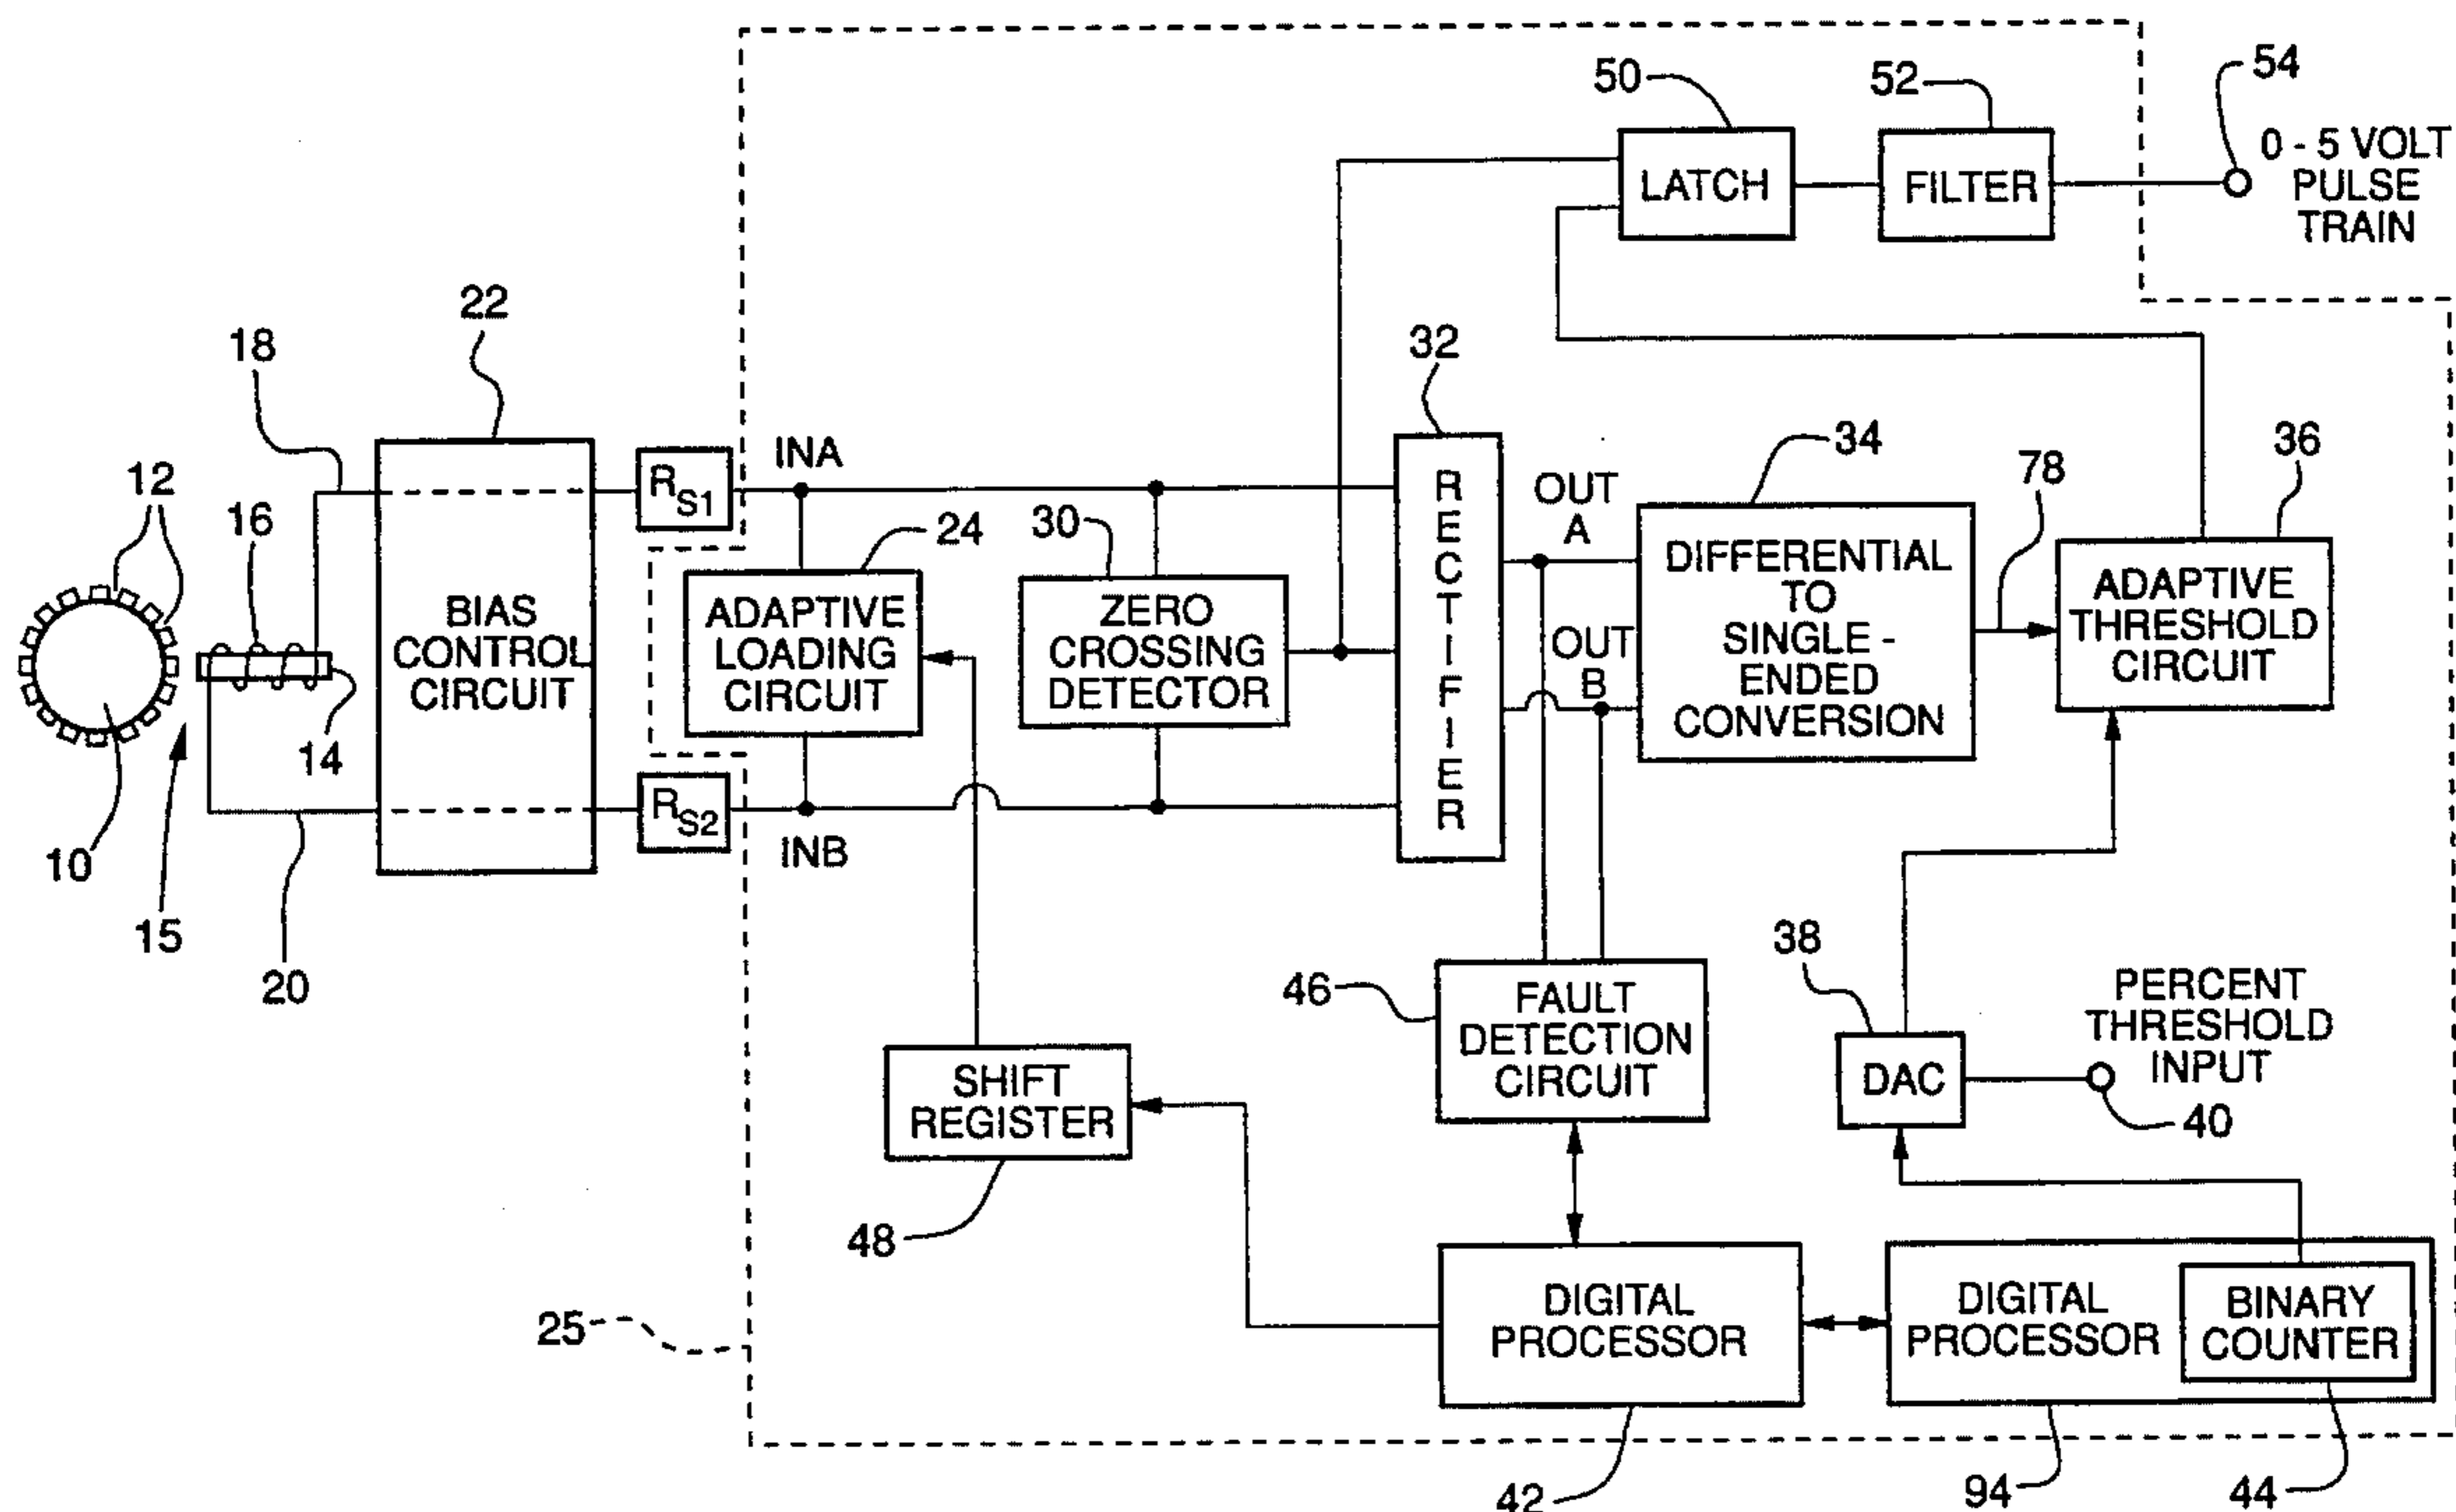 50
LATCH
52
FILTER
54
0 - 5 VOLT
PULSE
TRAIN
22
18
12
16
10
15
14
20
BIAS
CONTROL
CIRCUIT
RS1
RS2
INA
INB
24
ADAPTIVE
LOADING
CIRCUIT
30
ZERO
CROSSING
DETECTOR
32
RECTIFIER
OUT
A
OUT
B
34
DIFFERENTIAL
TO
SINGLE -
ENDED
CONVERSION
78
36
ADAPTIVE
THRESHOLD
CIRCUIT
46
FAULT
DETECTION
CIRCUIT
38
DAC
PERCENT
THRESHOLD
INPUT
40
SHIFT
REGISTER
48
25
DIGITAL
PROCESSOR
DIGITAL
PROCESSOR
BINARY
COUNTER
42
94
44